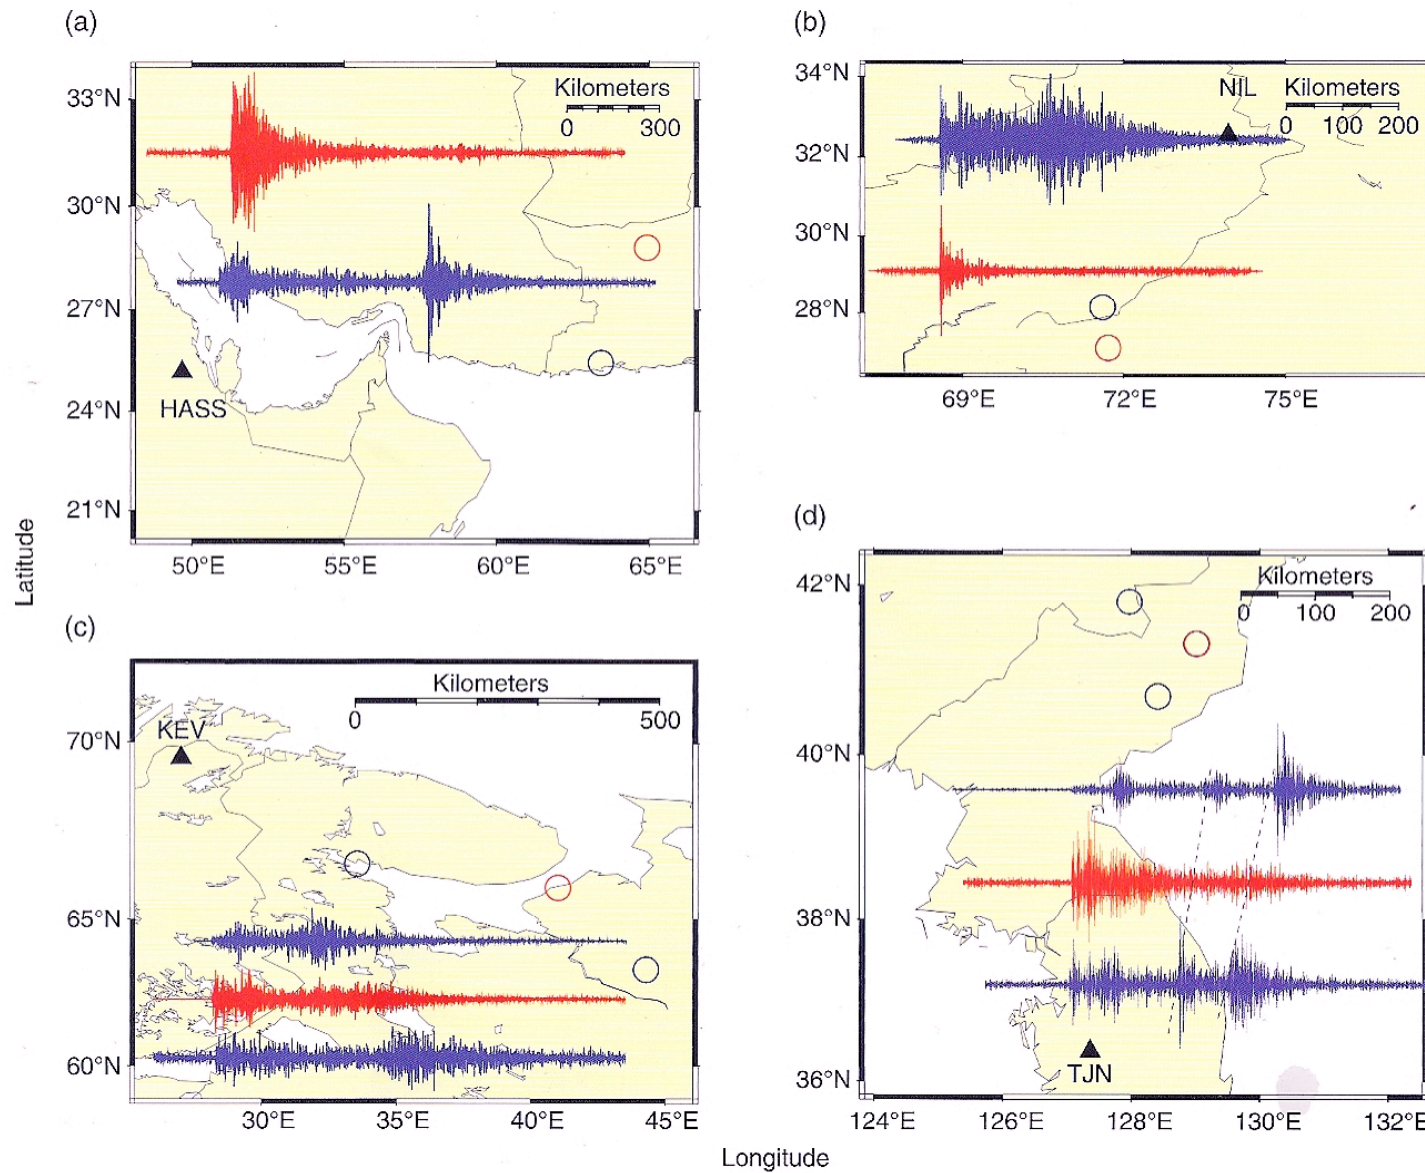 (a)
33°N
30°N
27°N
24°N
21°N
50°E 55°E 60°E 65°E
Kilometers
0 300
HASS
(b)
34°N
32°N
30°N
28°N
69°E 72°E 75°E
NIL
Kilometers
0 100 200
Latitude
(c)
70°N
65°N
60°N
30°E 35°E 40°E 45°E
Kilometers
0 500
KEV
(d)
42°N
40°N
38°N
36°N
124°E 126°E 128°E 130°E 132°E
Kilometers
0 100 200
TJN
Longitude